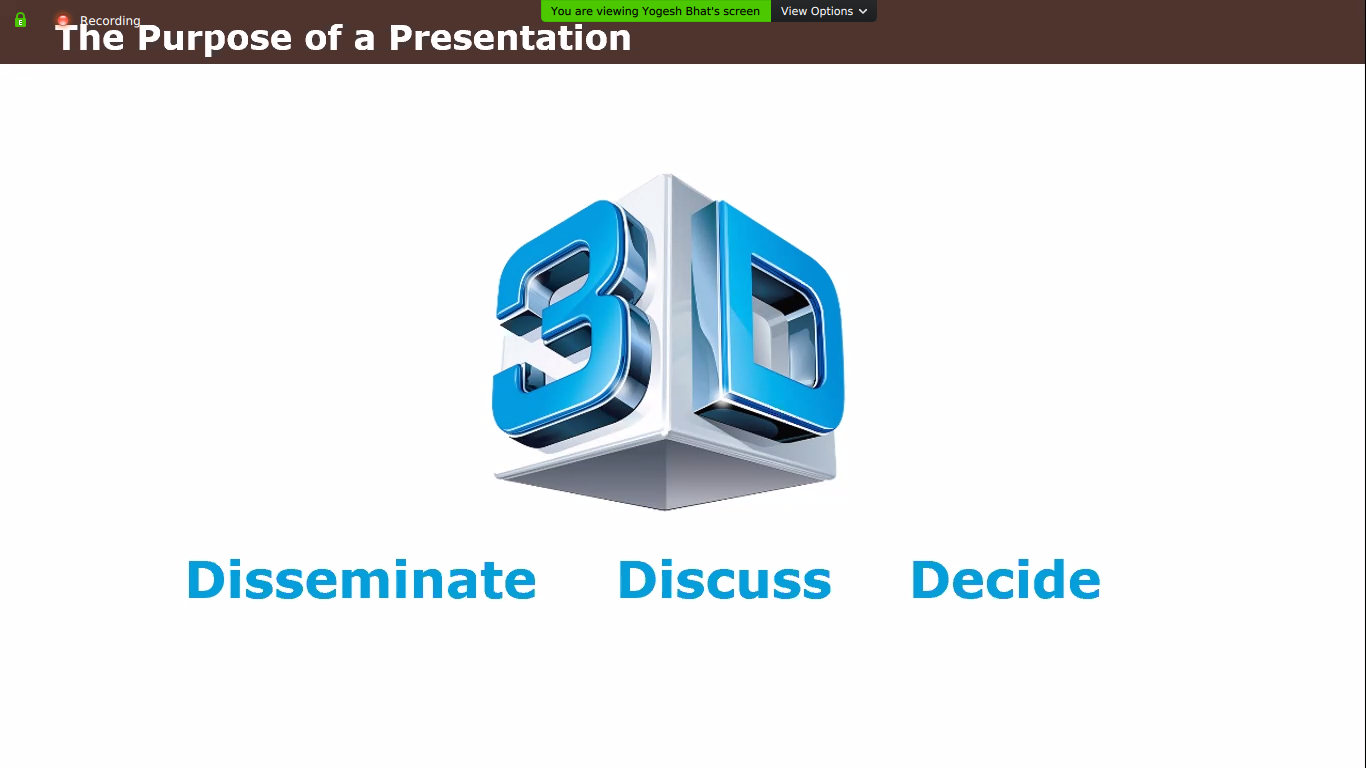 You are viewing Yogesh Bhat's screen View Options
E
Recording
The Purpose of a Presentation
3D
Disseminate Discuss Decide